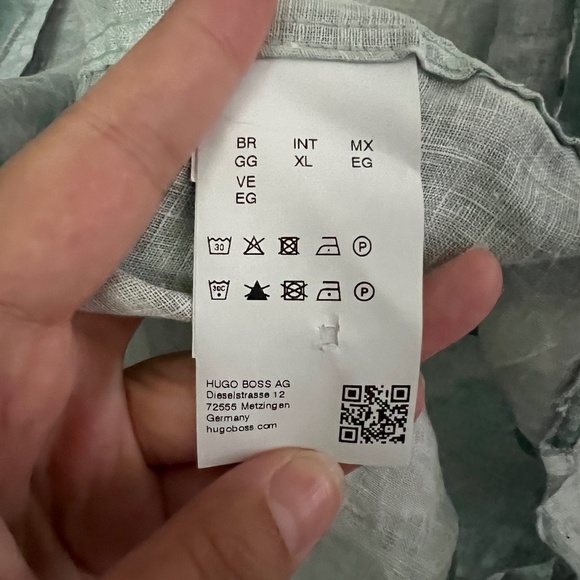 BR INT MX
GG XL EG
VE
EG
30 P
30C P
HUGO BOSS AG
Dieselstrasse 12
72555 Metzingen
Germany
hugoboss.com